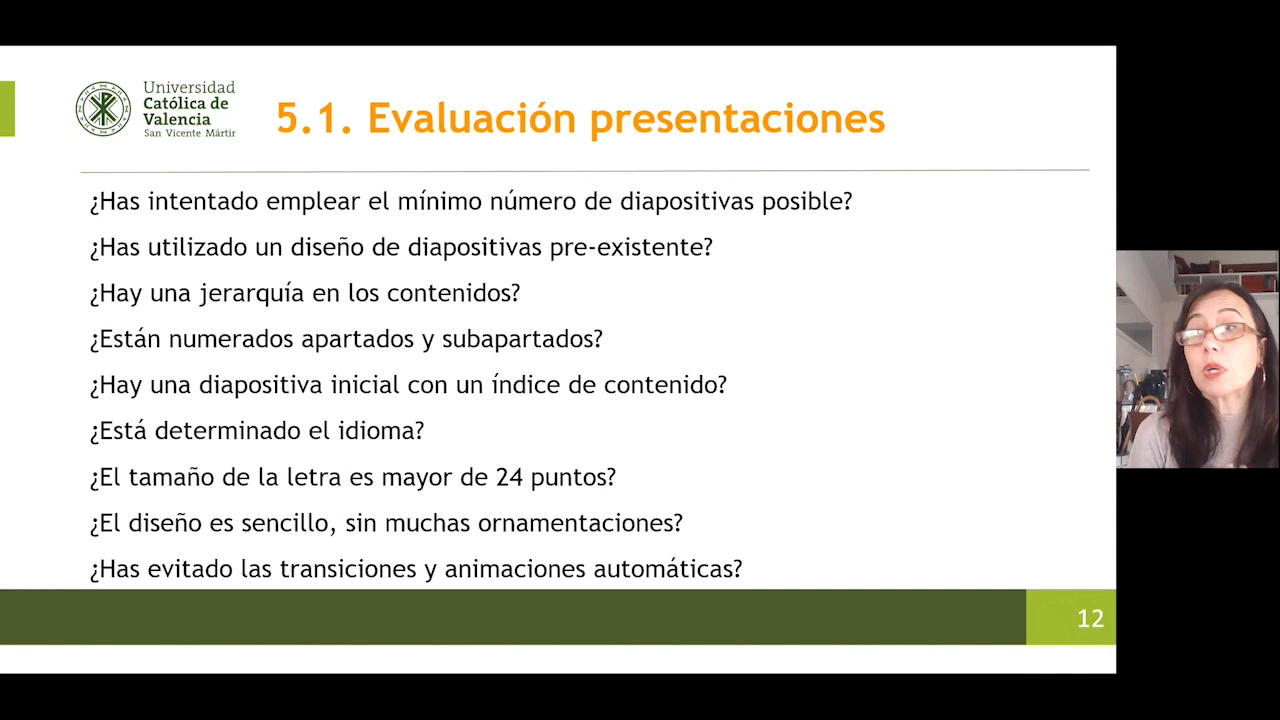 Universidad
Católica de
Valencia
San Vicente Mártir
5.1. Evaluación presentaciones
¿Has intentado emplear el mínimo número de diapositivas posible?
¿Has utilizado un diseño de diapositivas pre-existente?
¿Hay una jerarquía en los contenidos?
¿Están numerados apartados y subapartados?
¿Hay una diapositiva inicial con un índice de contenido?
¿Está determinado el idioma?
¿El tamaño de la letra es mayor de 24 puntos?
¿El diseño es sencillo, sin muchas ornamentaciones?
¿Has evitado las transiciones y animaciones automáticas?
12